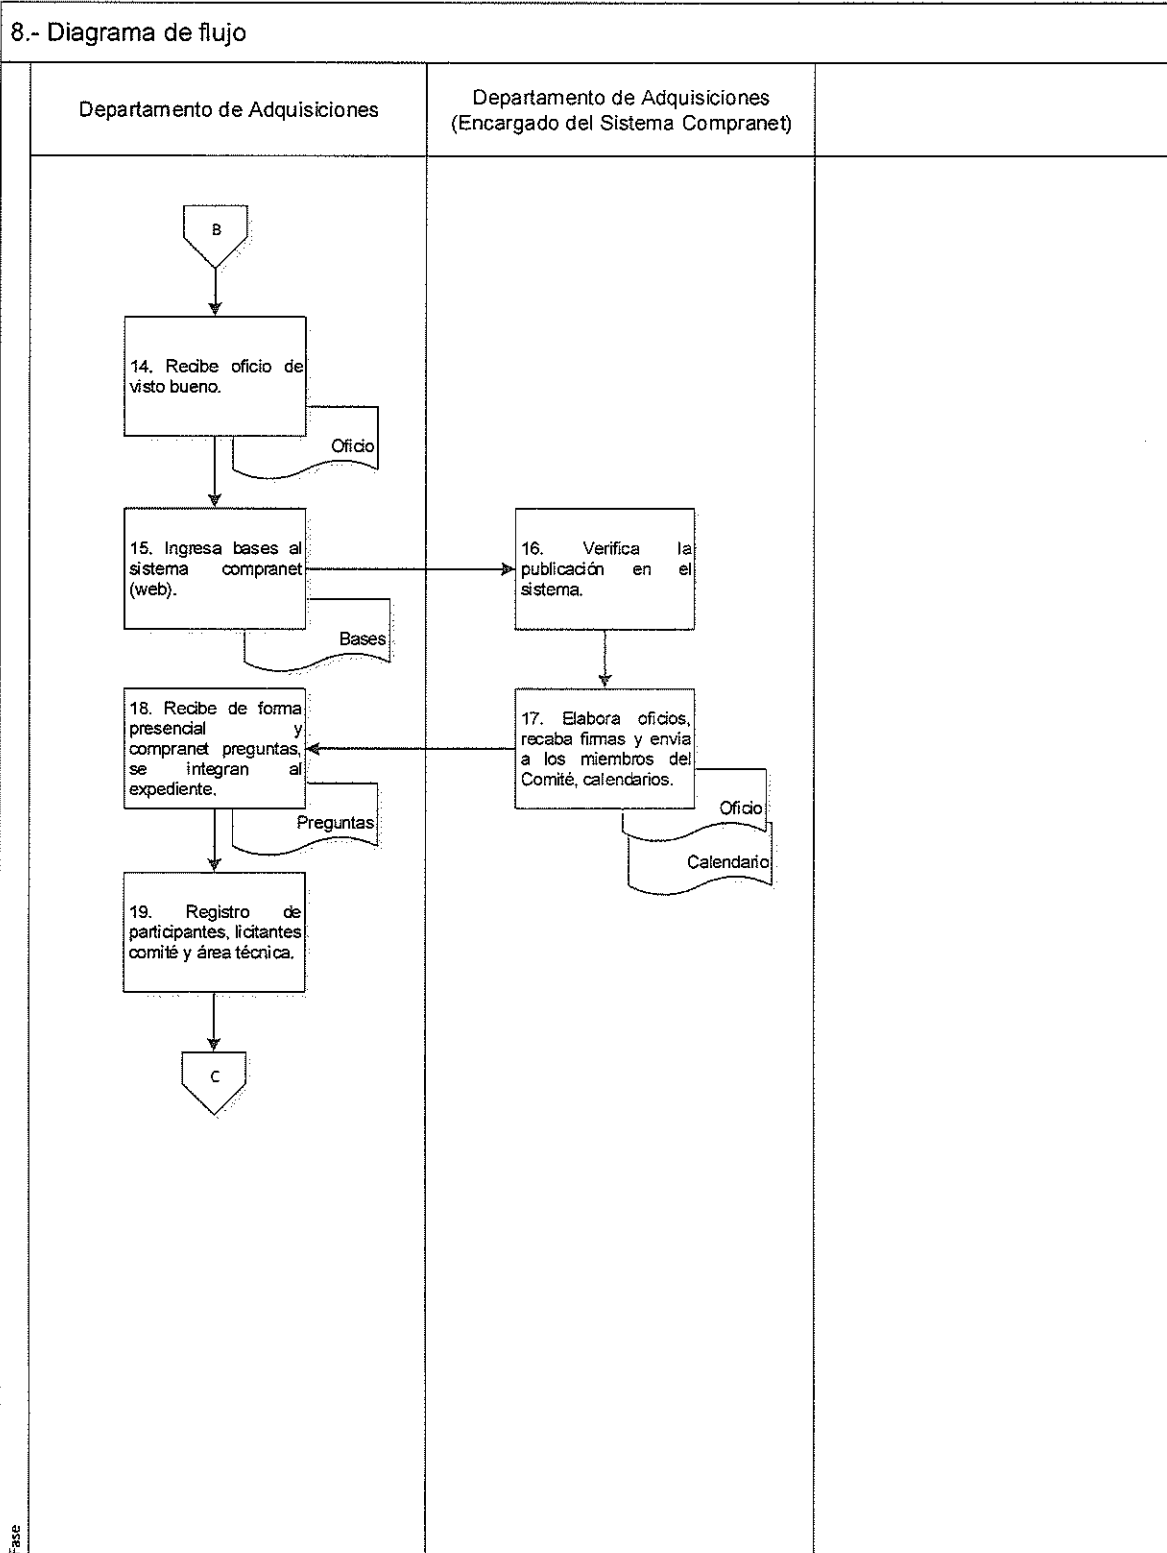 8.- Diagrama de flujo
Departamento de Adquisiciones
Departamento de Adquisiciones
(Encargado del Sistema Compranet)
B
14. Recibe oficio de
visto bueno.
Oficio
15. Ingresa bases al
sistema compranet
(web).
Bases
16. Verifica la
publicación en el
sistema.
17. Elabora oficios,
recaba firmas y envia
a los miembros del
Comité, calendarios.
Oficio
Calendario
18. Recibe de forma
presencial y
compranet preguntas,
se integran al
expediente.
Preguntas
19. Registro de
participantes, licitantes
comité y área técnica.
C
Fase